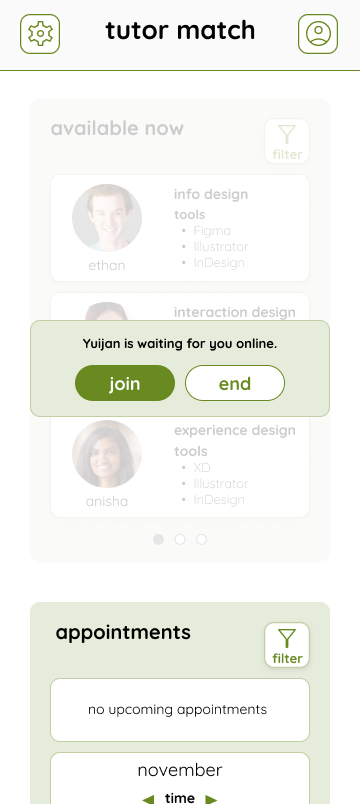 tutor match
available now
filter
info design
tools
• Figma
• Illustrator
• InDesign
ethan
interaction design
Yuijan is waiting for you online.
join
end
experience design
tools
• XD
• Illustrator
• InDesign
anisha
appointments
filter
no upcoming appointments
november
time